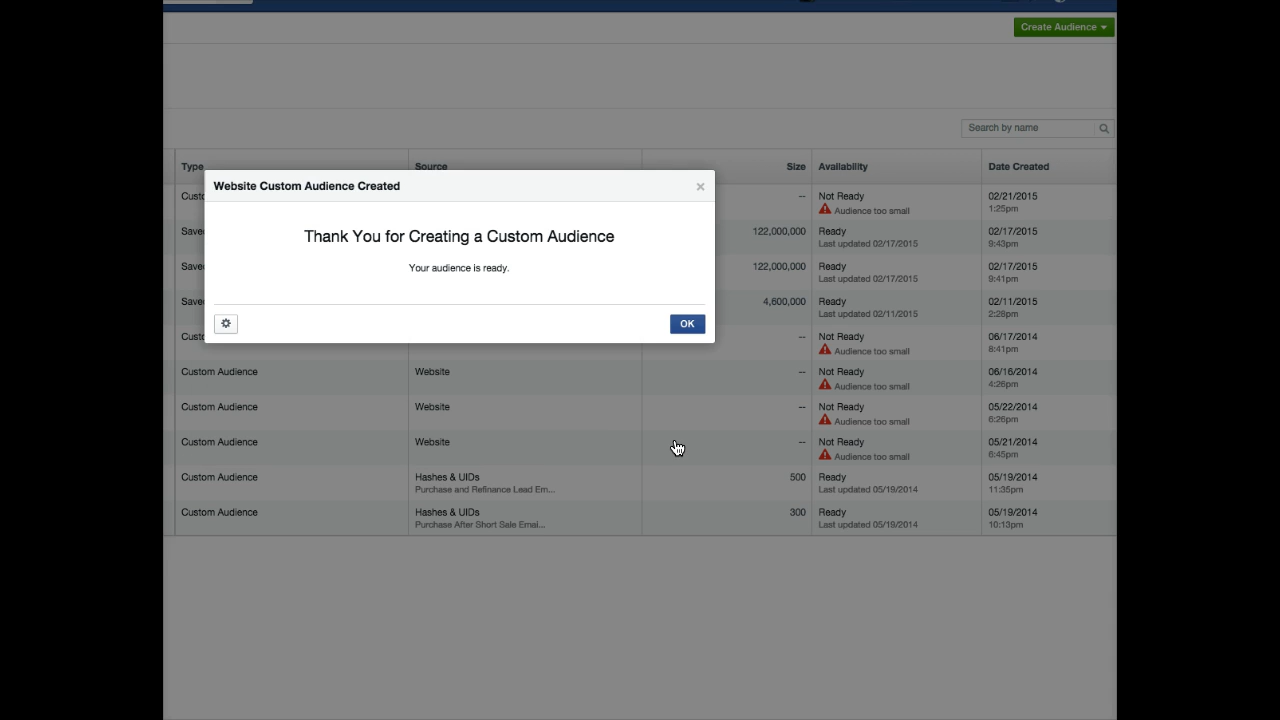 Create Audience
Search by name
Type Source Size Availability Date Created
Website Custom Audience Created
Thank You for Creating a Custom Audience
Your audience is ready.
OK
Custo -- Not Ready 02/21/2015
Audience too small 1:25pm
Save 122,000,000 Ready 02/17/2015
Last updated 02/17/2015 9:43pm
Save 122,000,000 Ready 02/17/2015
Last updated 02/17/2015 9:41pm
Save 4,600,000 Ready 02/11/2015
Last updated 02/11/2015 2:28pm
Custo -- Not Ready 06/17/2014
Audience too small 8:41pm
Custom Audience Website -- Not Ready 06/16/2014
Audience too small 4:26pm
Custom Audience Website -- Not Ready 05/22/2014
Audience too small 6:26pm
Custom Audience Website -- Not Ready 05/21/2014
Audience too small 6:45pm
Custom Audience Hashes & UIDs 500 Ready 05/19/2014
Purchase and Refinance Lead Em... Last updated 05/19/2014 11:35pm
Custom Audience Hashes & UIDs 300 Ready 05/19/2014
Purchase After Short Sale Emai... Last updated 05/19/2014 10:13pm